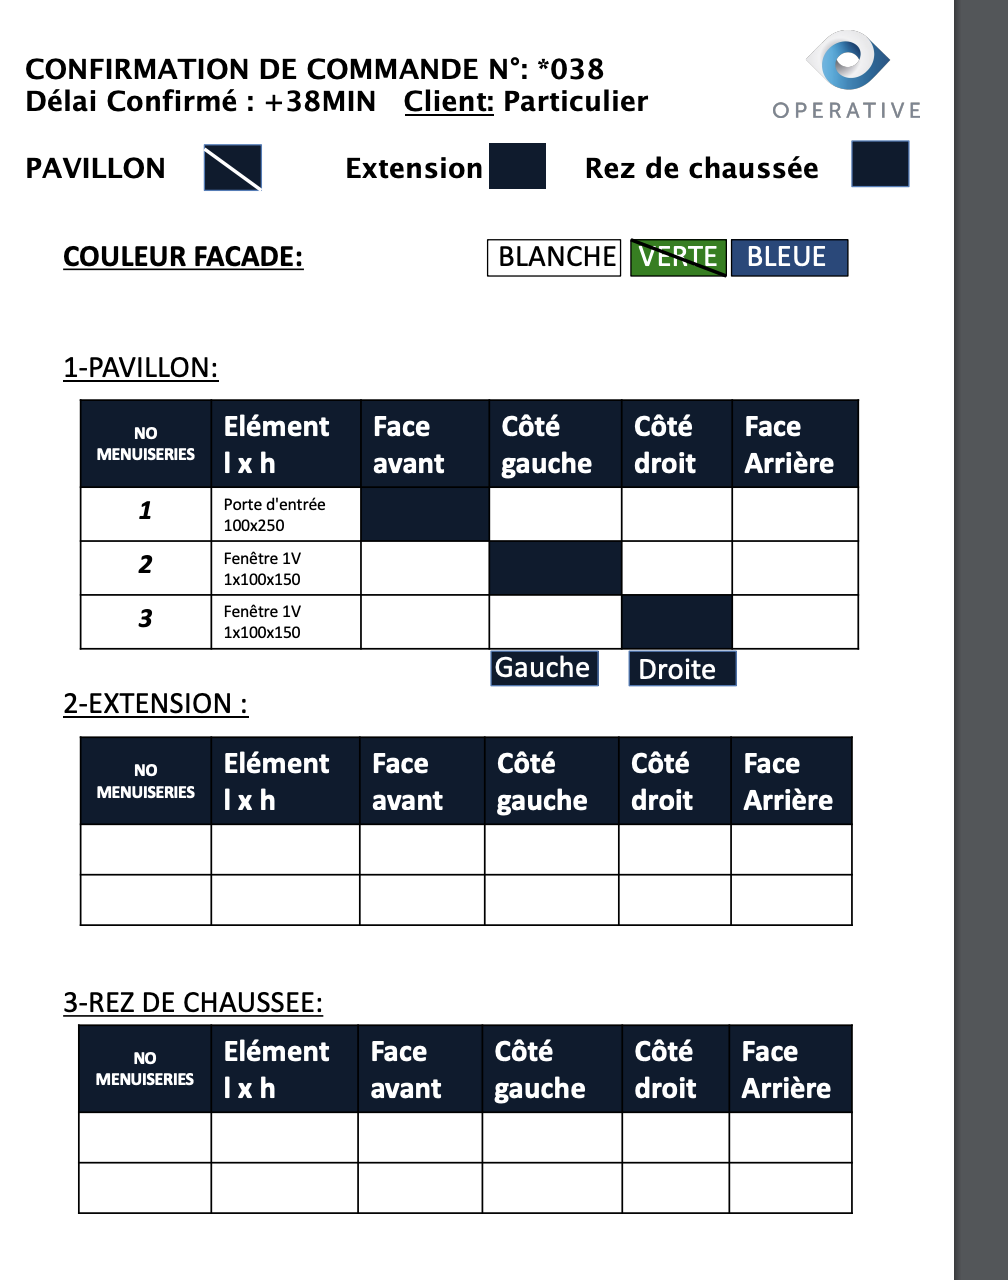 CONFIRMATION DE COMMANDE N°: *038
Délai Confirmé : +38MIN Client: Particulier
OPERATIVE
PAVILLON Extension Rez de chaussée
COULEUR FACADE: BLANCHE VERTE BLEUE
1-PAVILLON:
NO MENUISERIES Elément l x h Face avant Côté gauche Côté droit Face Arrière
1 Porte d'entrée 100x250
2 Fenêtre 1V 1x100x150
3 Fenêtre 1V 1x100x150
Gauche Droite
2-EXTENSION :
NO MENUISERIES Elément l x h Face avant Côté gauche Côté droit Face Arrière
3-REZ DE CHAUSSEE:
NO MENUISERIES Elément l x h Face avant Côté gauche Côté droit Face Arrière